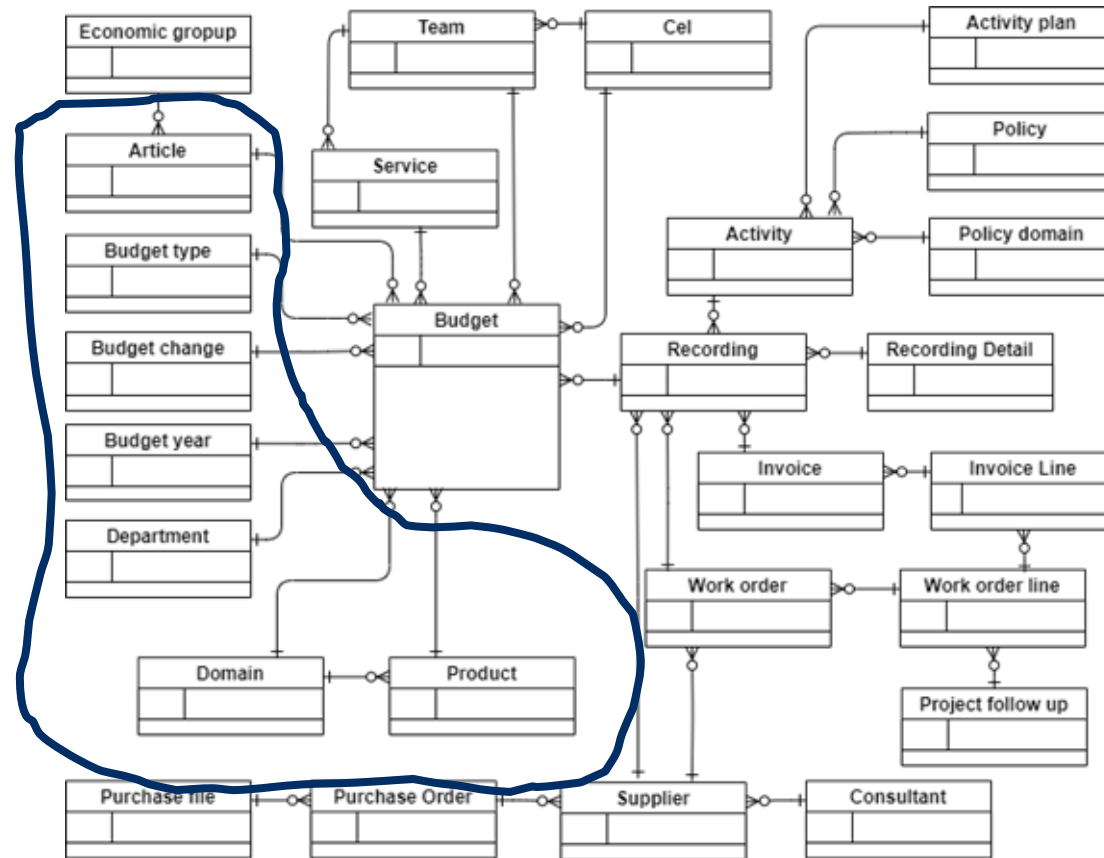 Economic gropup
Team
Cel
Activity plan
Article
Service
Policy
Budget type
Activity
Policy domain
Budget
Budget change
Recording
Recording Detail
Budget year
Invoice
Invoice Line
Department
Work order
Work order line
Domain
Product
Project follow up
Purchase file
Purchase Order
Supplier
Consultant